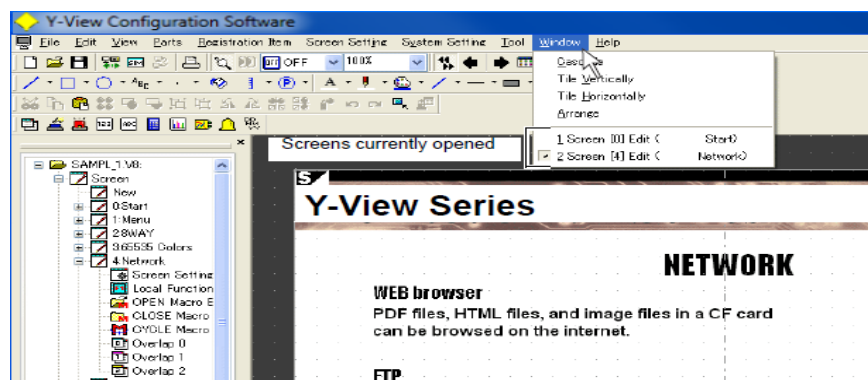 Y-View Configuration Software
File Edit View Parts Registration Item Screen Setting System Setting Tool Window Help
OFF 100%
Tile Vertically
Tile Horizontally
Arrange
1 Screen [0] Edit ( Start)
2 Screen [4] Edit ( Network)
Screens currently opened
SAMPL_1.V8:
Screen
New
0:Start
1:Menu
2:8WAY
3:65535 Colors
4:Network
Screen Setting
Local Function
OPEN Macro E
CLOSE Macro
CYCLE Macro
Overlap 0
Overlap 1
Overlap 2
S
Y-View Series
NETWORK
WEB browser
PDF files, HTML files, and image files in a CF card
can be browsed on the internet.
FTP